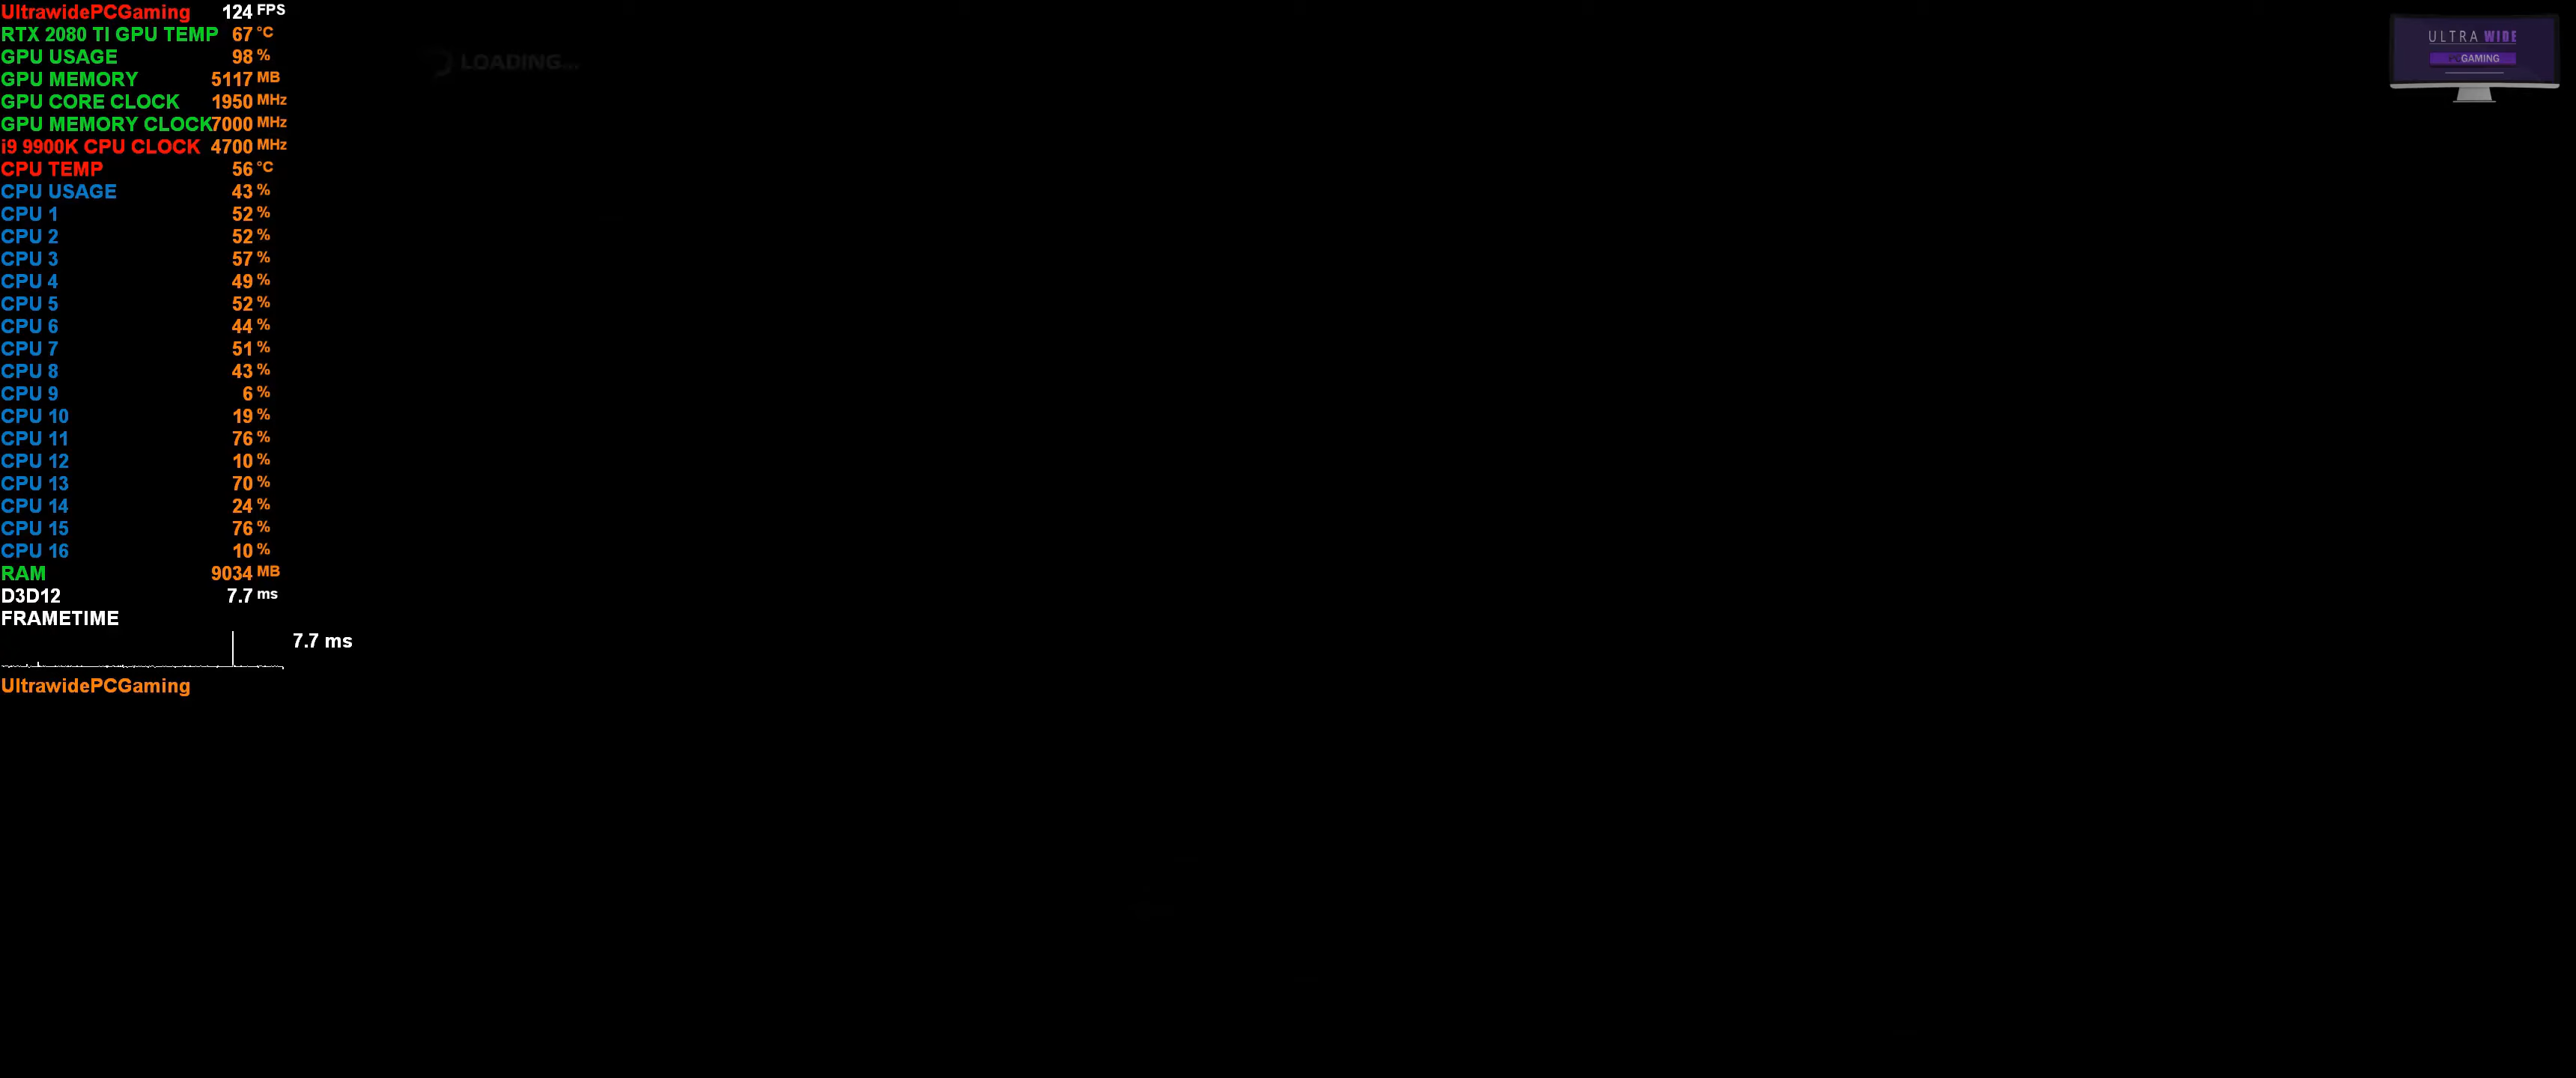 UltrawidePCGaming 124 FPS
RTX 2080 TI GPU TEMP 67 °C
GPU USAGE 98 %
GPU MEMORY 5117 MB
GPU CORE CLOCK 1950 MHz
GPU MEMORY CLOCK 7000 MHz
i9 9900K CPU CLOCK 4700 MHz
CPU TEMP 56 °C
CPU USAGE 43 %
CPU 1 52 %
CPU 2 52 %
CPU 3 57 %
CPU 4 49 %
CPU 5 52 %
CPU 6 44 %
CPU 7 51 %
CPU 8 43 %
CPU 9 6 %
CPU 10 19 %
CPU 11 76 %
CPU 12 10 %
CPU 13 70 %
CPU 14 24 %
CPU 15 76 %
CPU 16 10 %
RAM 9034 MB
D3D12 7.7 ms
FRAMETIME
7.7 ms
UltrawidePCGaming
LOADING...
ULTRA WIDE
PC GAMING